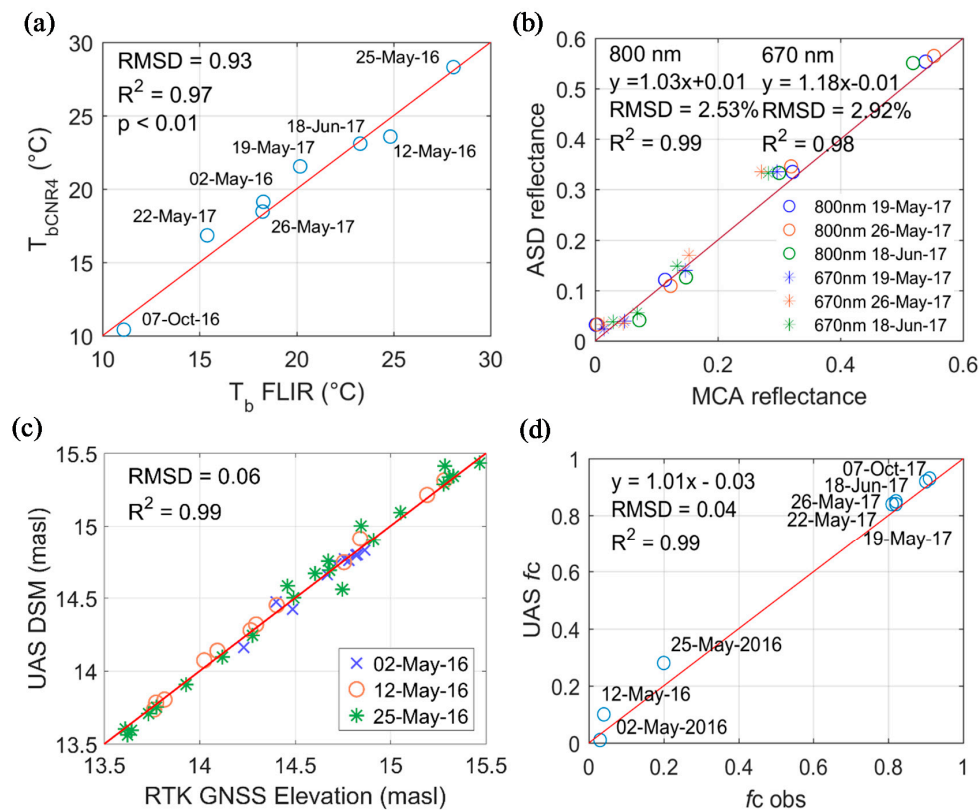 (a)
RMSD = 0.93
R² = 0.97
p < 0.01
25-May-16
18-Jun-17
12-May-16
19-May-17
02-May-16
26-May-17
22-May-17
07-Oct-16
30
25
20
15
10
10 15 20 25 30
TbCNR4 (°C)
Tb FLIR (°C)
(b)
800 nm 670 nm
y =1.03x+0.01 y =1.18x-0.01
RMSD = 2.53% RMSD = 2.92%
R² = 0.99 R² = 0.98
800nm 19-May-17
800nm 26-May-17
800nm 18-Jun-17
670nm 19-May-17
670nm 26-May-17
670nm 18-Jun-17
0.6
0.5
0.4
0.3
0.2
0.1
0
0 0.2 0.4 0.6
ASD reflectance
MCA reflectance
(c)
RMSD = 0.06
R² = 0.99
02-May-16
12-May-16
25-May-16
15.5
15
14.5
14
13.5
13.5 14 14.5 15 15.5
UAS DSM (masl)
RTK GNSS Elevation (masl)
(d)
y = 1.01x - 0.03
RMSD = 0.04
R² = 0.99
07-Oct-17
18-Jun-17
26-May-17
22-May-17
19-May-17
25-May-2016
12-May-16
02-May-2016
1
0.8
0.6
0.4
0.2
0
0 0.2 0.4 0.6 0.8 1
UAS fc
fc obs